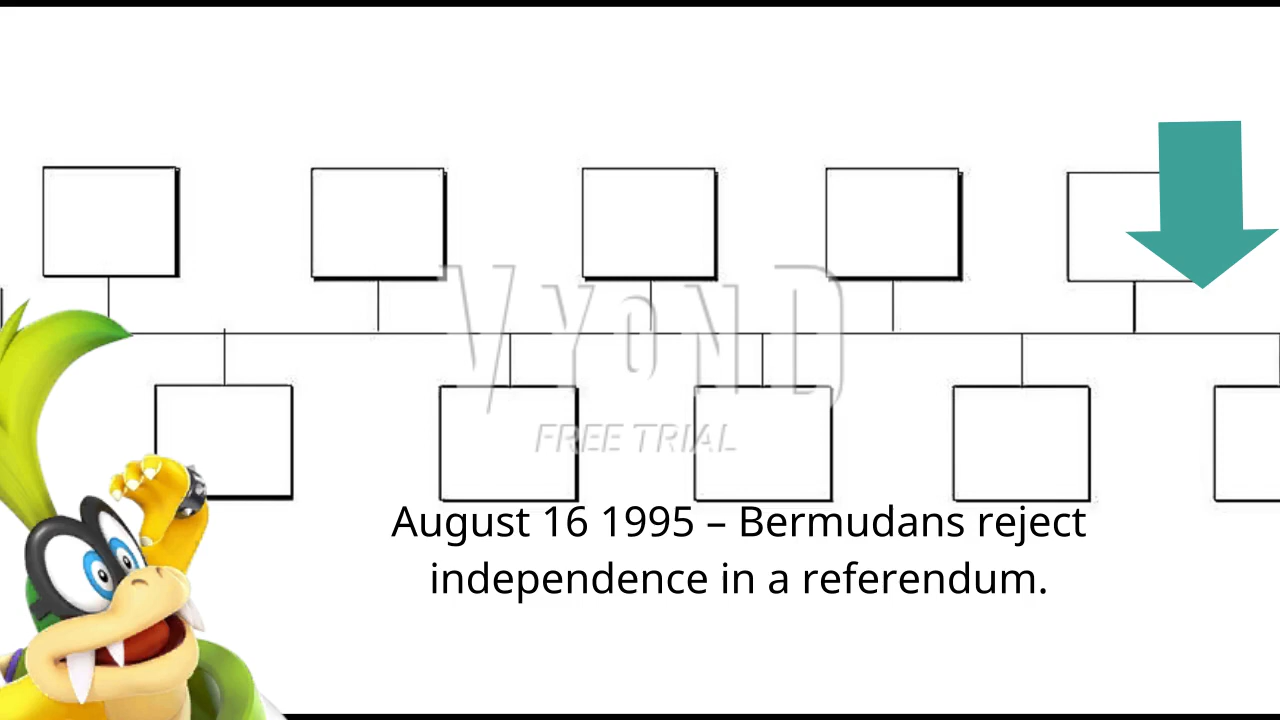 VYOND
FREE TRIAL
August 16 1995 – Bermudans reject
independence in a referendum.